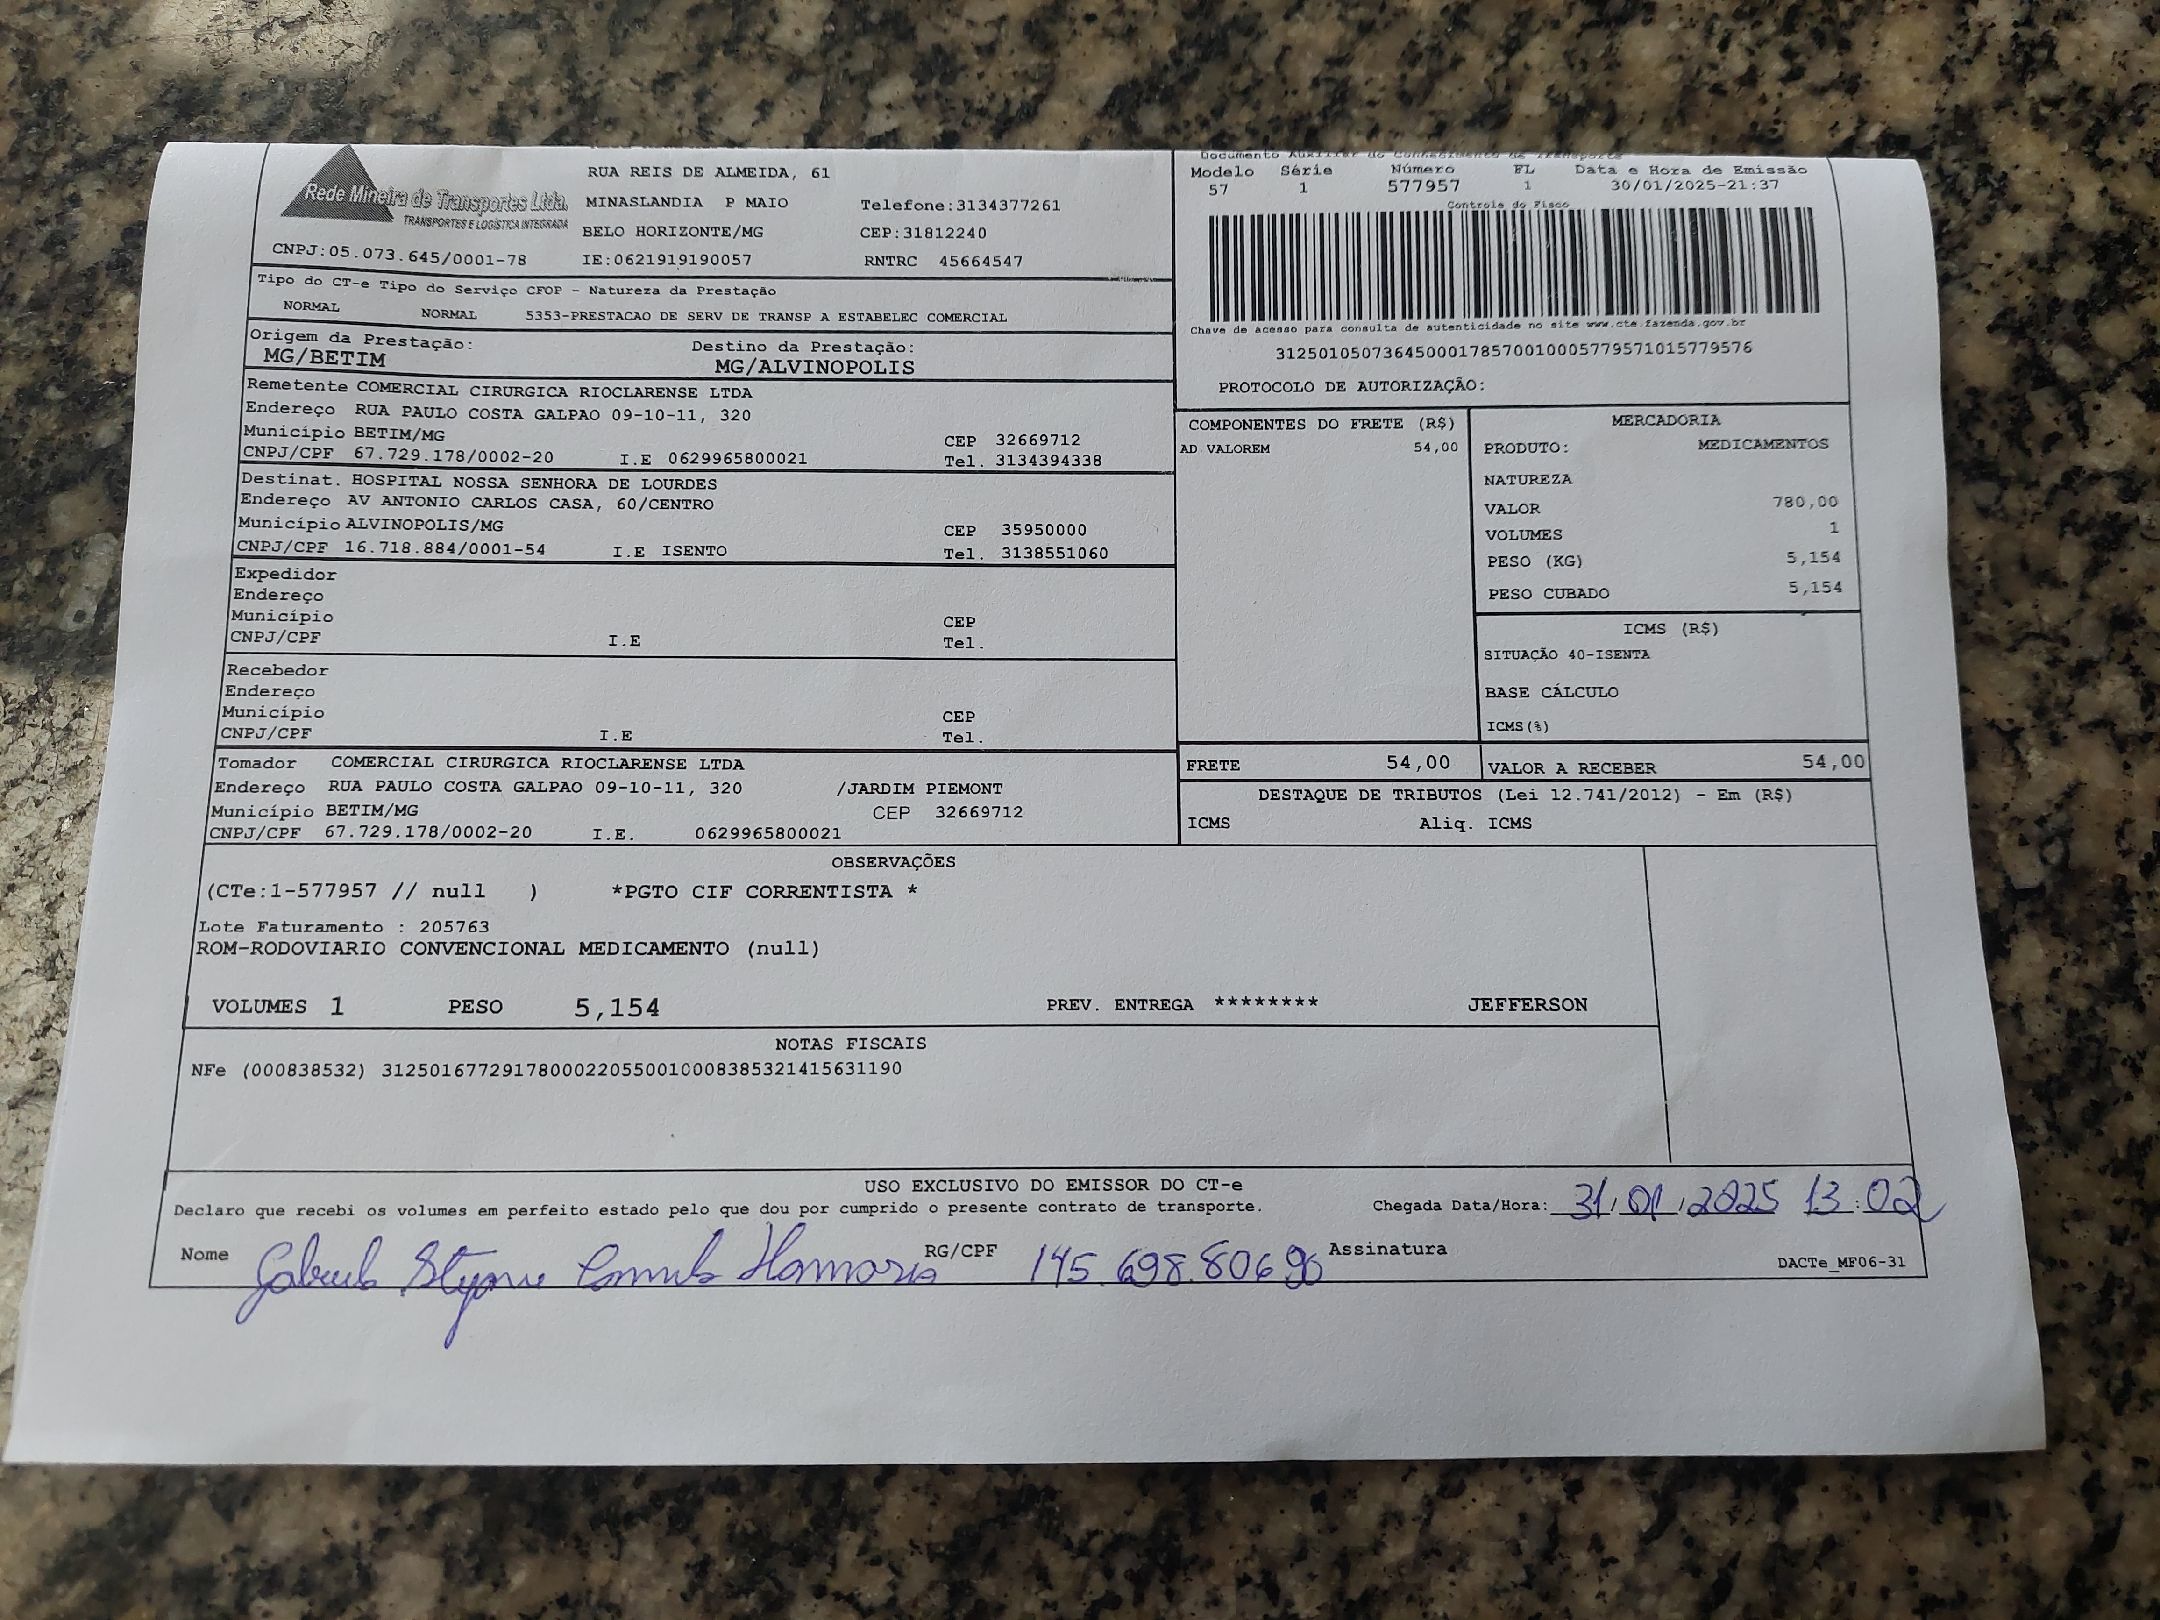 Rede Mineira de Transportes Ltda.
TRANSPORTES E LOGÍSTICA INTEGRADA
CNPJ:05.073.645/0001-78
RUA REIS DE ALMEIDA, 61
MINASLANDIA P MAIO Telefone:3134377261
BELO HORIZONTE/MG CEP:31812240
IE:0621919190057 RNTRC 45664547
Documento Auxiliar do Conhecimento de Transporte
Modelo Série Número FL Data e Hora de Emissão
57 1 577957 1 30/01/2025-21:37
Controle do Fisco
Chave de acesso para consulta de autenticidade no site www.cte.fazenda.gov.br
31250105073645000178570010005779571015779576
PROTOCOLO DE AUTORIZAÇÃO:
Tipo do CT-e Tipo do Serviço CFOP - Natureza da Prestação
NORMAL NORMAL 5353-PRESTACAO DE SERV DE TRANSP A ESTABELEC COMERCIAL
Origem da Prestação: Destino da Prestação:
MG/BETIM MG/ALVINOPOLIS
Remetente COMERCIAL CIRURGICA RIOCLARENSE LTDA
Endereço RUA PAULO COSTA GALPAO 09-10-11, 320
Município BETIM/MG CEP 32669712
CNPJ/CPF 67.729.178/0002-20 I.E 0629965800021 Tel. 3134394338
Destinat. HOSPITAL NOSSA SENHORA DE LOURDES
Endereço AV ANTONIO CARLOS CASA, 60/CENTRO
Município ALVINOPOLIS/MG CEP 35950000
CNPJ/CPF 16.718.884/0001-54 I.E ISENTO Tel. 3138551060
Expedidor
Endereço
Município CEP
CNPJ/CPF I.E Tel.
Recebedor
Endereço
Município CEP
CNPJ/CPF I.E Tel.
Tomador COMERCIAL CIRURGICA RIOCLARENSE LTDA
Endereço RUA PAULO COSTA GALPAO 09-10-11, 320 /JARDIM PIEMONT
Município BETIM/MG CEP 32669712
CNPJ/CPF 67.729.178/0002-20 I.E. 0629965800021
COMPONENTES DO FRETE (R$)
AD VALOREM 54,00
MERCADORIA
PRODUTO: MEDICAMENTOS
NATUREZA
VALOR 780,00
VOLUMES 1
PESO (KG) 5,154
PESO CUBADO 5,154
ICMS (R$)
SITUAÇÃO 40-ISENTA
BASE CÁLCULO
ICMS(%)
FRETE 54,00 VALOR A RECEBER 54,00
DESTAQUE DE TRIBUTOS (Lei 12.741/2012) - Em (R$)
ICMS Aliq. ICMS
OBSERVAÇÕES
(CTe:1-577957 // null ) *PGTO CIF CORRENTISTA *
Lote Faturamento : 205763
ROM-RODOVIARIO CONVENCIONAL MEDICAMENTO (null)
VOLUMES 1 PESO 5,154 PREV. ENTREGA ******** JEFFERSON
NOTAS FISCAIS
NFe (000838532) 31250167729178000220550010008385321415631190
USO EXCLUSIVO DO EMISSOR DO CT-e
Declaro que recebi os volumes em perfeito estado pelo que dou por cumprido o presente contrato de transporte. Chegada Data/Hora: 31/01/2025 13:02
Nome RG/CPF 145.698.806 Assinatura
DACTe_MF06-31